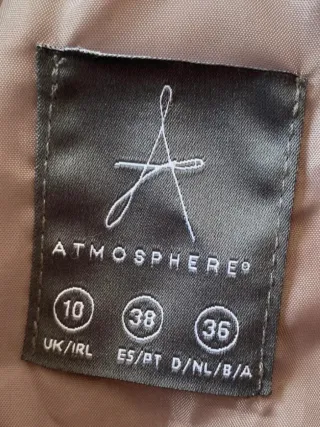 A
ATMOSPHERE®
10 38 36
UK/IRL ES/PT D/NL/B/A